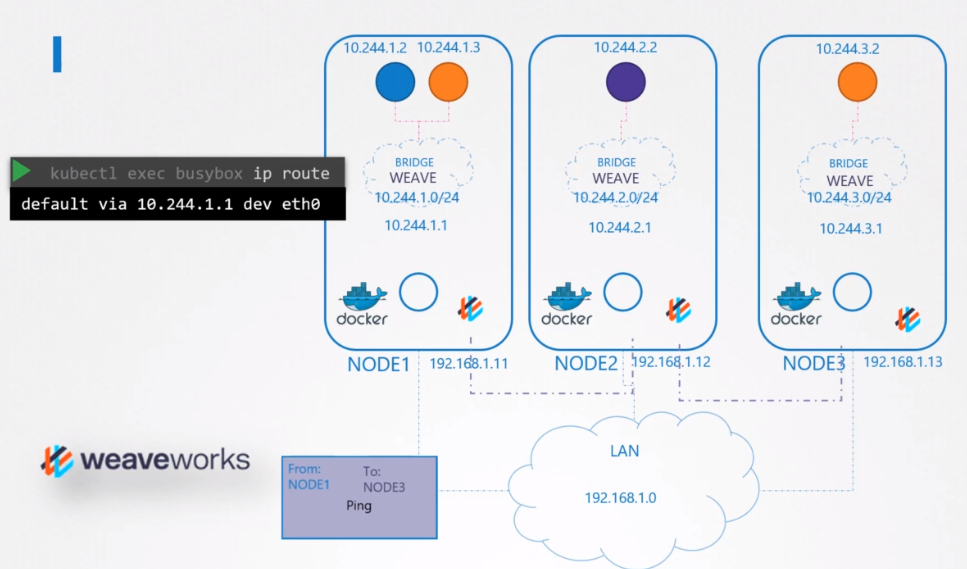 10.244.1.2 10.244.1.3
10.244.2.2
10.244.3.2
kubectl exec busybox ip route
default via 10.244.1.1 dev eth0
BRIDGE
WEAVE
10.244.1.0/24
10.244.1.1
BRIDGE
WEAVE
10.244.2.0/24
10.244.2.1
BRIDGE
WEAVE
10.244.3.0/24
10.244.3.1
docker
docker
docker
NODE1 192.168.1.11
NODE2 192.168.1.12
NODE3 192.168.1.13
weaveworks
From:
NODE1
To:
NODE3
Ping
LAN
192.168.1.0